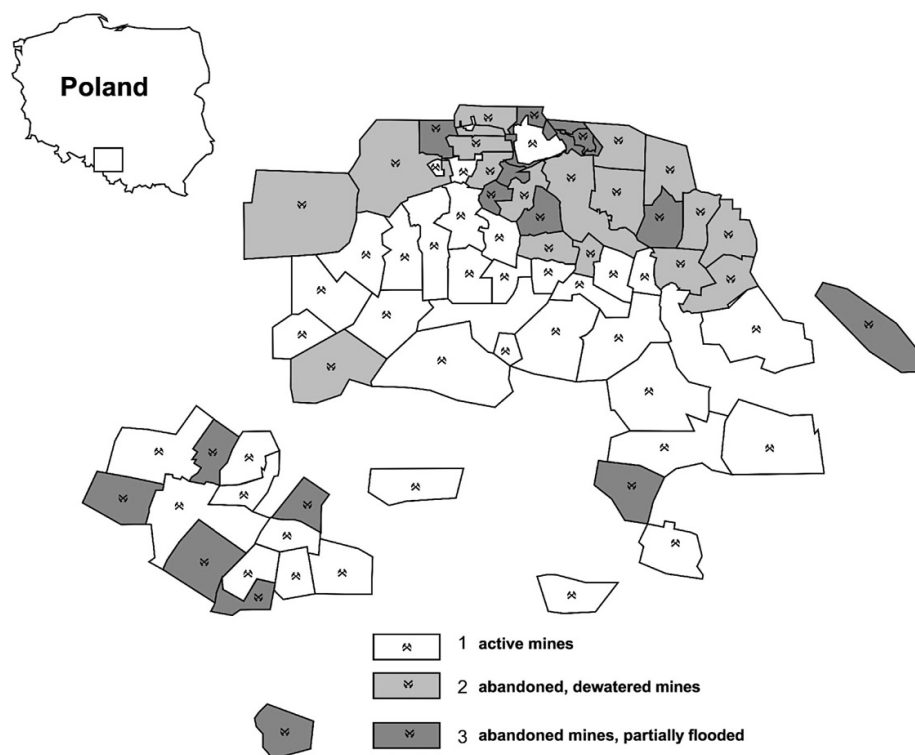 Poland
1 active mines
2 abandoned, dewatered mines
3 abandoned mines, partially flooded